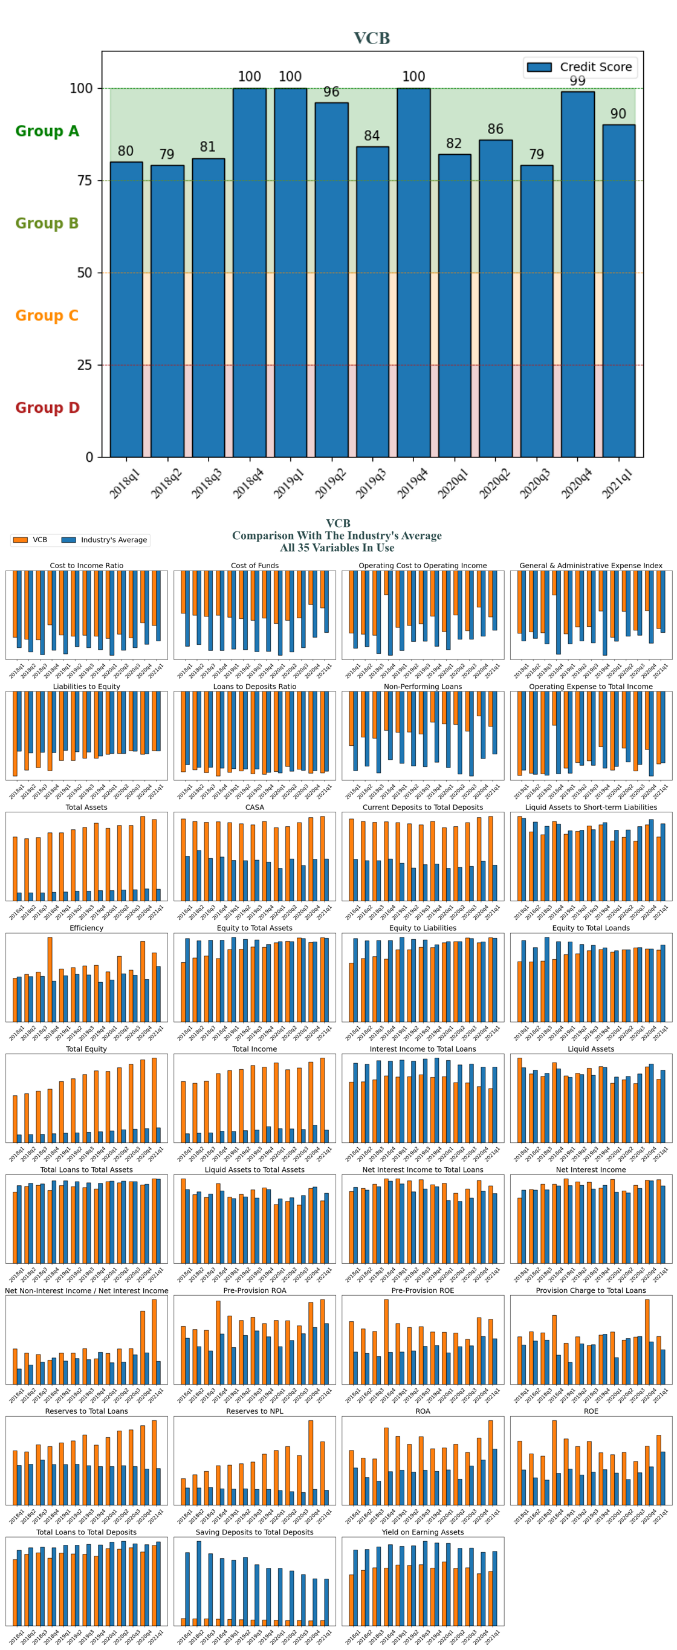 VCB
Credit Score
100
75
50
25
0
Group A
Group B
Group C
Group D
80
79
81
100
100
96
84
100
82
86
79
99
90
2018q1 2018q2 2018q3 2018q4 2019q1 2019q2 2019q3 2019q4 2020q1 2020q2 2020q3 2020q4 2021q1
VCB
Comparison With The Industry's Average
All 35 Variables In Use
VCB Industry's Average
Cost to Income Ratio
Cost of Funds
Operating Cost to Operating Income
General & Administrative Expense Index
Liabilities to Equity
Loans to Deposits Ratio
Non-Performing Loans
Operating Expense to Total Income
Total Assets
CASA
Current Deposits to Total Deposits
Liquid Assets to Short-term Liabilities
Efficiency
Equity to Total Assets
Equity to Liabilities
Equity to Total Loands
Total Equity
Total Income
Interest Income to Total Loans
Liquid Assets
Total Loans to Total Assets
Liquid Assets to Total Assets
Net Interest Income to Total Loans
Net Interest Income
Net Non-Interest Income / Net Interest Income
Pre-Provision ROA
Pre-Provision ROE
Provision Charge to Total Loans
Reserves to Total Loans
Reserves to NPL
ROA
ROE
Total Loans to Total Deposits
Saving Deposits to Total Deposits
Yield on Earning Assets